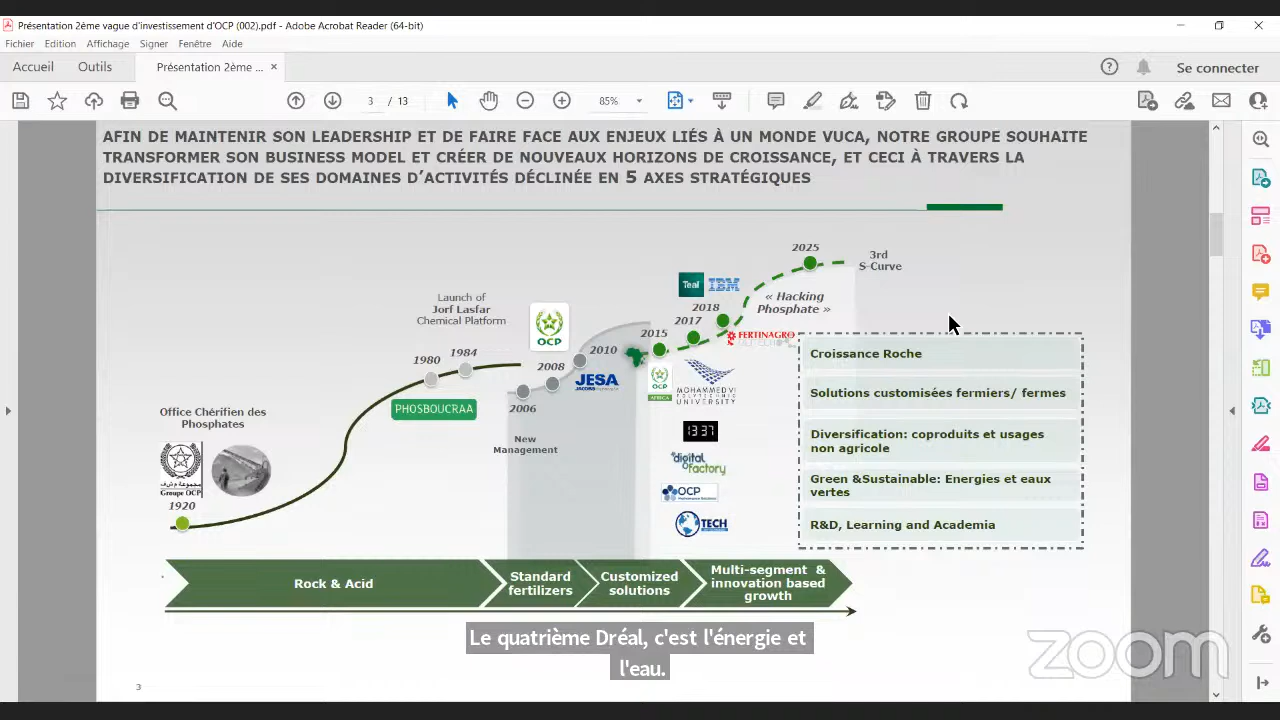 Présentation 2ème vague d'investissement d'OCP (002).pdf - Adobe Acrobat Reader (64-bit)
Fichier Edition Affichage Signer Fenêtre Aide
Accueil Outils Présentation 2ème ... × Se connecter
3 / 13 85%
AFIN DE MAINTENIR SON LEADERSHIP ET DE FAIRE FACE AUX ENJEUX LIÉS À UN MONDE VUCA, NOTRE GROUPE SOUHAITE
TRANSFORMER SON BUSINESS MODEL ET CRÉER DE NOUVEAUX HORIZONS DE CROISSANCE, ET CECI À TRAVERS LA
DIVERSIFICATION DE SES DOMAINES D'ACTIVITÉS DÉCLINÉE EN 5 AXES STRATÉGIQUES
2025
3rd
S-Curve
Teal IBM
« Hacking
Phosphate »
2018
2017
2015
FERTINAGRO
Launch of
Jorf Lasfar
Chemical Platform
OCP
2010
1980 1984
2008
JESA
JACOBS
2006
PHOSBOUCRAA
New
Management
OCP
AFRICA
MOHAMMED VI
POLYTECHNIC
UNIVERSITY
1337
digital
factory
OCP
Maintenance Solutions
TECH
Office Chérifien des
Phosphates
Groupe OCP
1920
Croissance Roche
Solutions customisées fermiers/ fermes
Diversification: coproduits et usages
non agricole
Green &Sustainable: Energies et eaux
vertes
R&D, Learning and Academia
Rock & Acid
Standard
fertilizers
Customized
solutions
Multi-segment &
innovation based
growth
Le quatrième Dréal, c'est l'énergie et
l'eau.
zoom
3